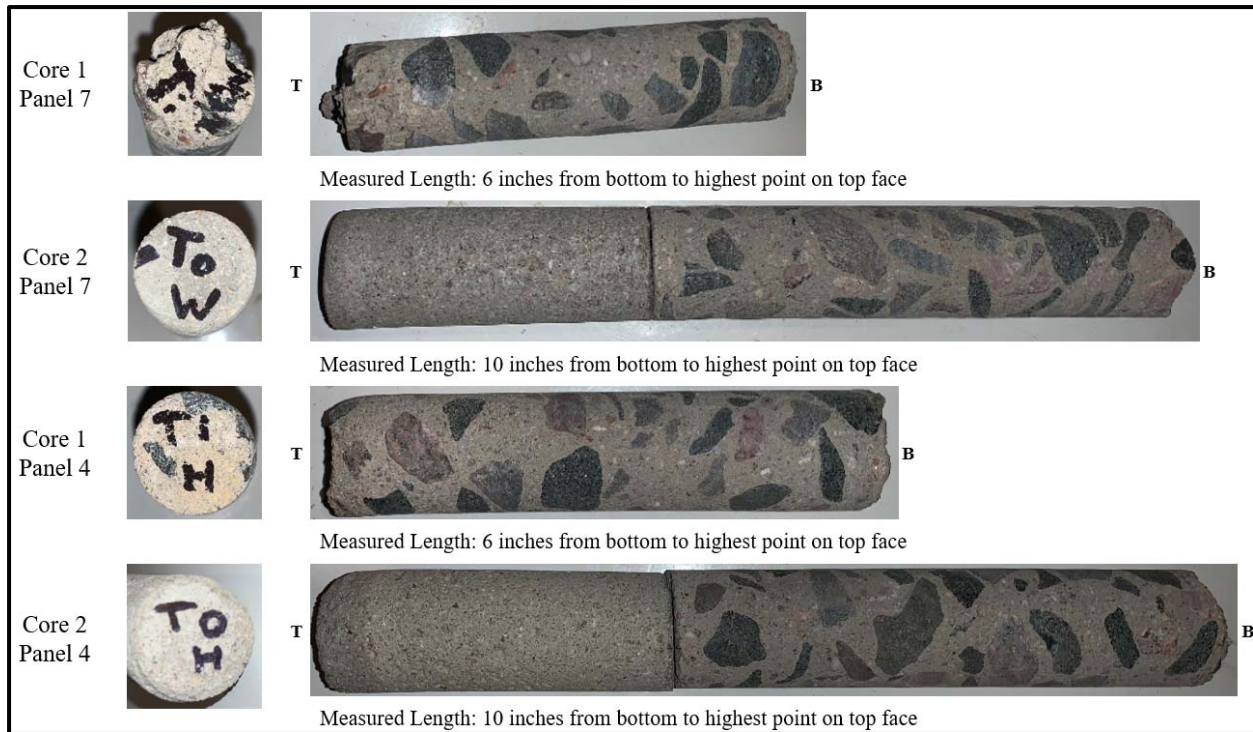 Core 1
Panel 7
T
B
Measured Length: 6 inches from bottom to highest point on top face
Core 2
Panel 7
To
W
T
B
Measured Length: 10 inches from bottom to highest point on top face
Core 1
Panel 4
TI
H
T
B
Measured Length: 6 inches from bottom to highest point on top face
Core 2
Panel 4
TO
H
T
B
Measured Length: 10 inches from bottom to highest point on top face